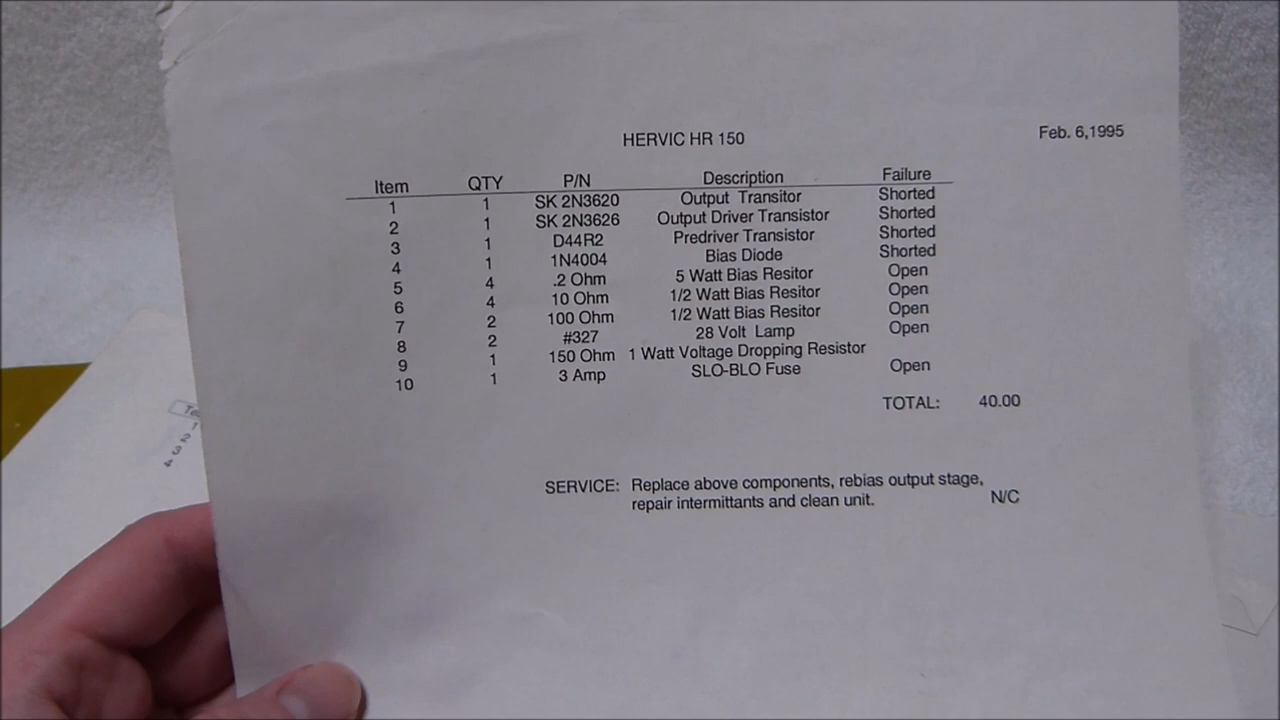 HERVIC HR 150 Feb. 6,1995
Item QTY P/N Description Failure
1 1 SK 2N3620 Output Transitor Shorted
2 1 SK 2N3626 Output Driver Transistor Shorted
3 1 D44R2 Predriver Transistor Shorted
4 1 1N4004 Bias Diode Shorted
5 4 .2 Ohm 5 Watt Bias Resitor Open
6 4 10 Ohm 1/2 Watt Bias Resitor Open
7 2 100 Ohm 1/2 Watt Bias Resitor Open
8 2 #327 28 Volt Lamp Open
9 1 150 Ohm 1 Watt Voltage Dropping Resistor
10 1 3 Amp SLO-BLO Fuse Open
TOTAL: 40.00
SERVICE: Replace above components, rebias output stage,
repair intermittants and clean unit. N/C
1
2
3
4